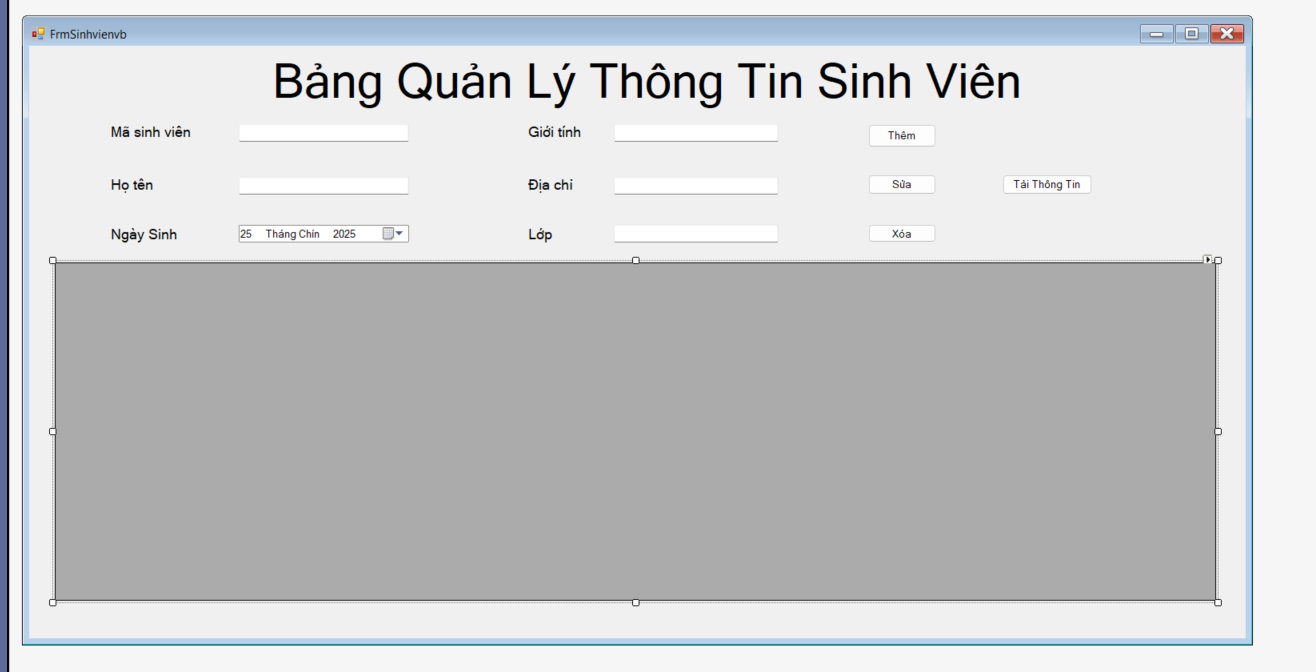 FrmSinhvienvb
Bảng Quản Lý Thông Tin Sinh Viên
Mã sinh viên Giới tính Thêm
Họ tên Địa chỉ Sửa Tải Thông Tin
Ngày Sinh 25 Tháng Chín 2025 Lớp Xóa